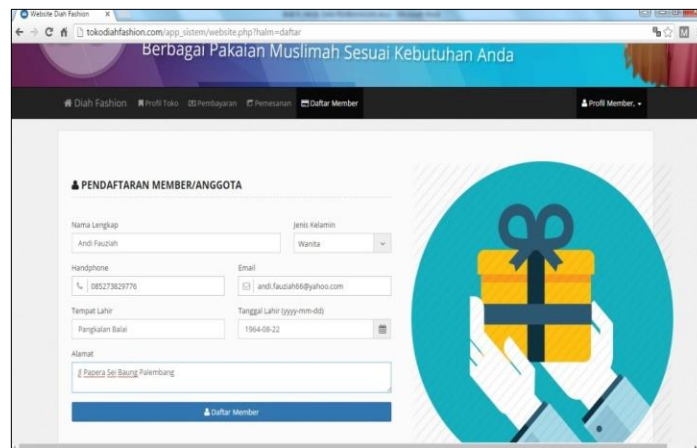 Website Diah Fashion
tokodiahfashion.com/app_sistem/website.php?halm=daftar
Berbagai Pakaian Muslimah Sesuai Kebutuhan Anda
Diah Fashion Profil Toko Pembayaran Pemesanan Daftar Member Profil Member,
PENDAFTARAN MEMBER/ANGGOTA
Nama Lengkap Jenis Kelamin
Andi Fauziah Wanita
Handphone Email
085273829776 andi.fauziah66@yahoo.com
Tempat Lahir Tanggal Lahir (yyyy-mm-dd)
Pangkalan Balai 1964-08-22
Alamat
Jl Papera Sei Baung Palembang
Daftar Member